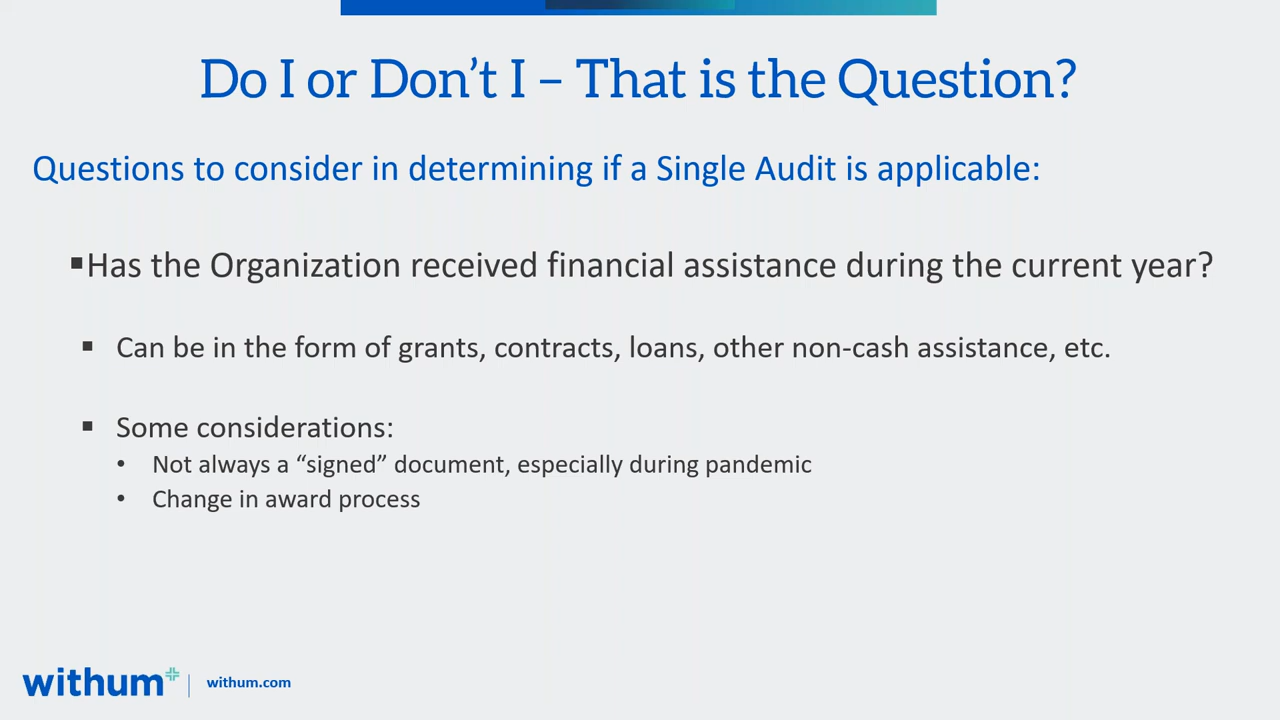 Do I or Don’t I – That is the Question?
Questions to consider in determining if a Single Audit is applicable:
▪Has the Organization received financial assistance during the current year?
▪ Can be in the form of grants, contracts, loans, other non-cash assistance, etc.
▪ Some considerations:
• Not always a “signed” document, especially during pandemic
• Change in award process
withum
withum.com